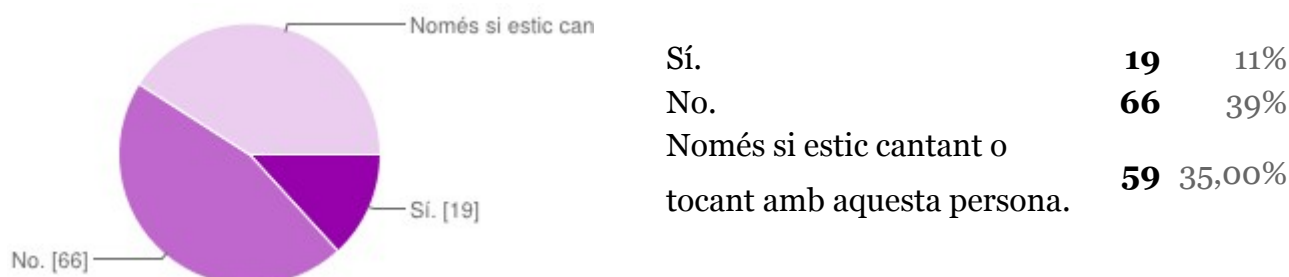 Només si estic can
Sí. [19]
No. [66]
Sí. 19 11%
No. 66 39%
Només si estic cantant o
tocant amb aquesta persona. 59 35,00%